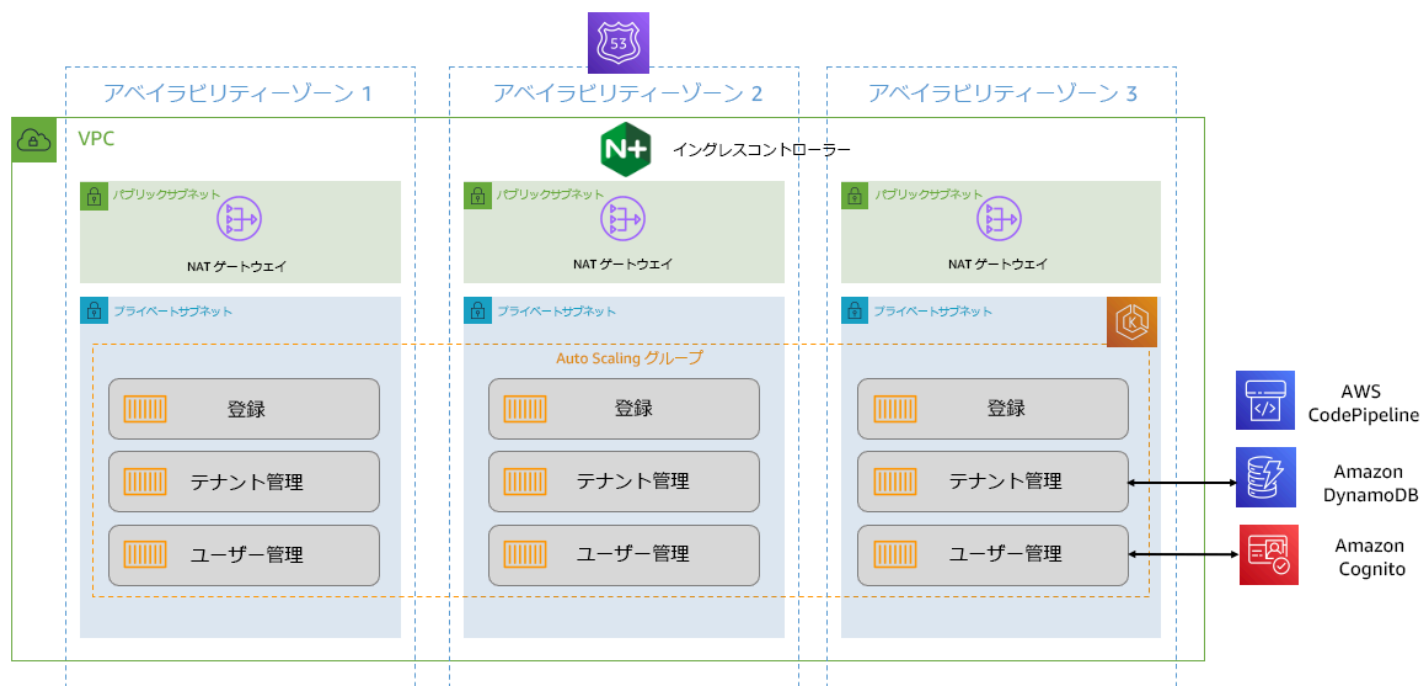 53
アベイラビリティーゾーン 1
アベイラビリティーゾーン 2
アベイラビリティーゾーン 3
VPC
N+
イングレスコントローラー
パブリックサブネット
パブリックサブネット
パブリックサブネット
NAT ゲートウェイ
NAT ゲートウェイ
NAT ゲートウェイ
プライベートサブネット
プライベートサブネット
プライベートサブネット
K
Auto Scaling グループ
登録
登録
登録
AWS
CodePipeline
テナント管理
テナント管理
テナント管理
Amazon
DynamoDB
ユーザー管理
ユーザー管理
ユーザー管理
Amazon
Cognito